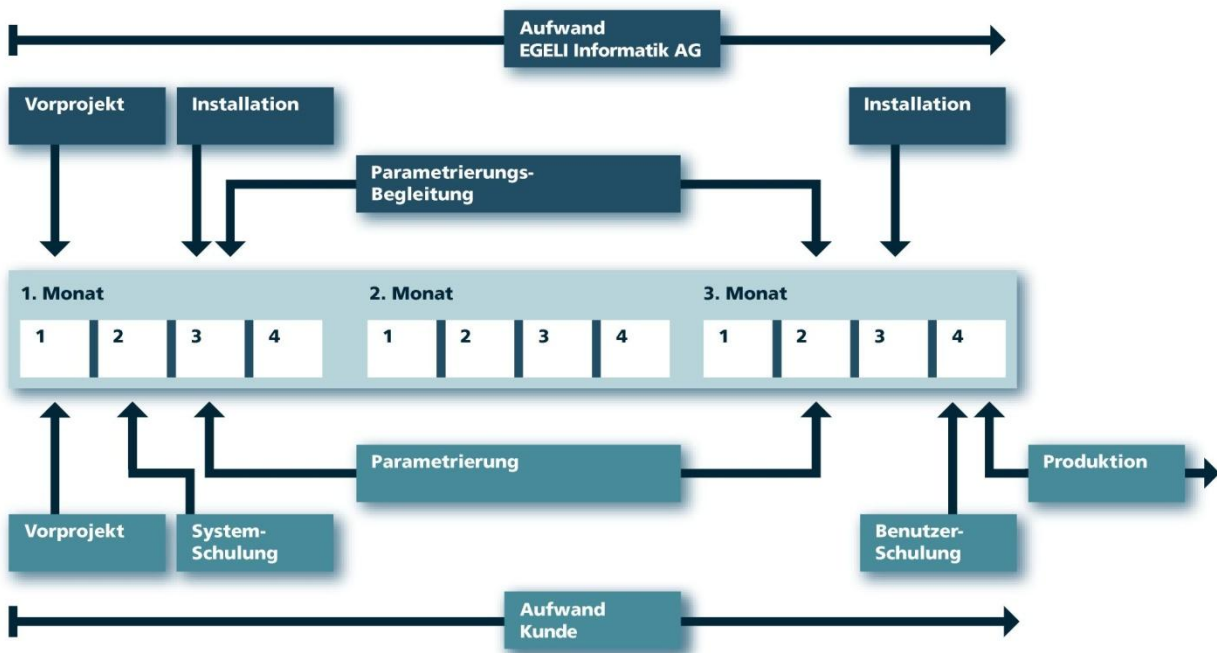 Aufwand
EGELI Informatik AG
Vorprojekt
Installation
Installation
Parametrierungs-
Begleitung
1. Monat
2. Monat
3. Monat
1 2 3 4
1 2 3 4
1 2 3 4
Parametrierung
Produktion
Vorprojekt
System-
Schulung
Benutzer-
Schulung
Aufwand
Kunde